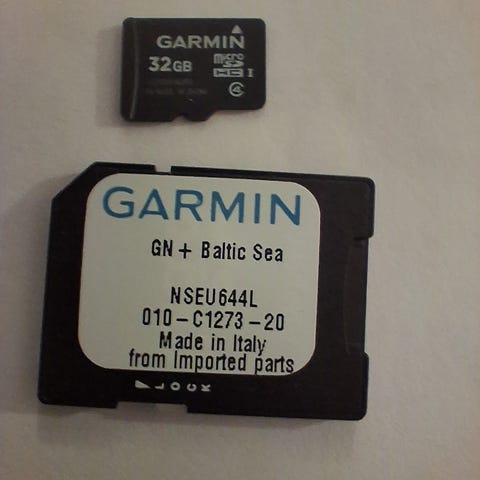 GARMIN
32GB
micro
SD
HC I
4
GARMIN
GN+ Baltic Sea
NSEU644L
010-C1273-20
Made in Italy
from Imported parts
LOCK